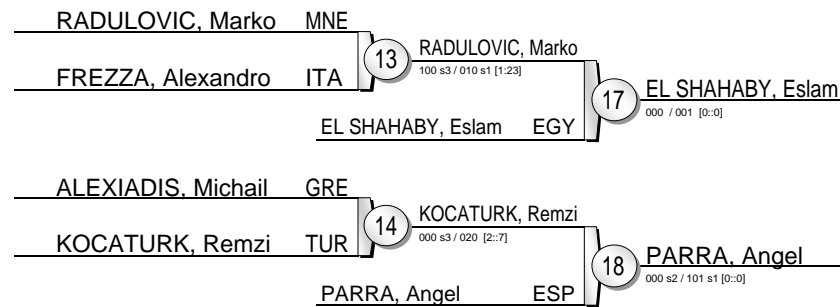 RADULOVIC, Marko MNE
13
RADULOVIC, Marko
100 s3 / 010 s1 [1:23]
FREZZA, Alexandro ITA
17
EL SHAHABY, Eslam
000 / 001 [0::0]
EL SHAHABY, Eslam EGY
ALEXIADIS, Michail GRE
14
KOCATURK, Remzi
000 s3 / 020 [2::7]
KOCATURK, Remzi TUR
18
PARRA, Angel
000 s2 / 101 s1 [0::0]
PARRA, Angel ESP